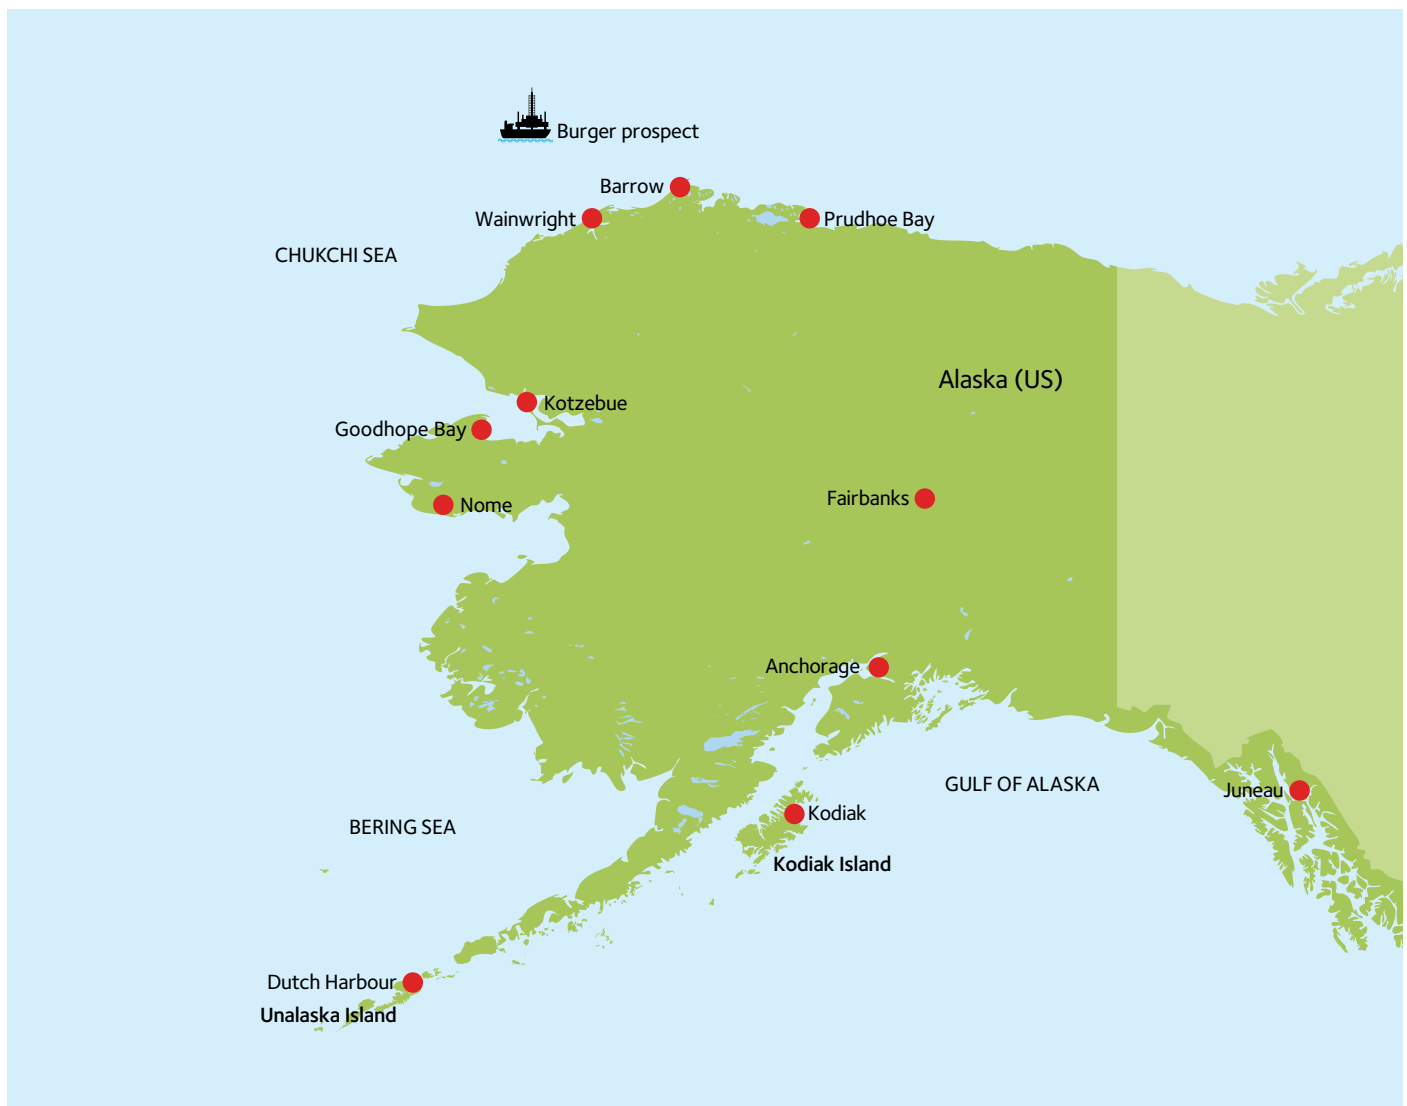 Burger prospect
Barrow
Wainwright
Prudhoe Bay
CHUKCHI SEA
Alaska (US)
Kotzebue
Goodhope Bay
Fairbanks
Nome
Anchorage
GULF OF ALASKA
Juneau
Kodiak
BERING SEA
Kodiak Island
Dutch Harbour
Unalaska Island